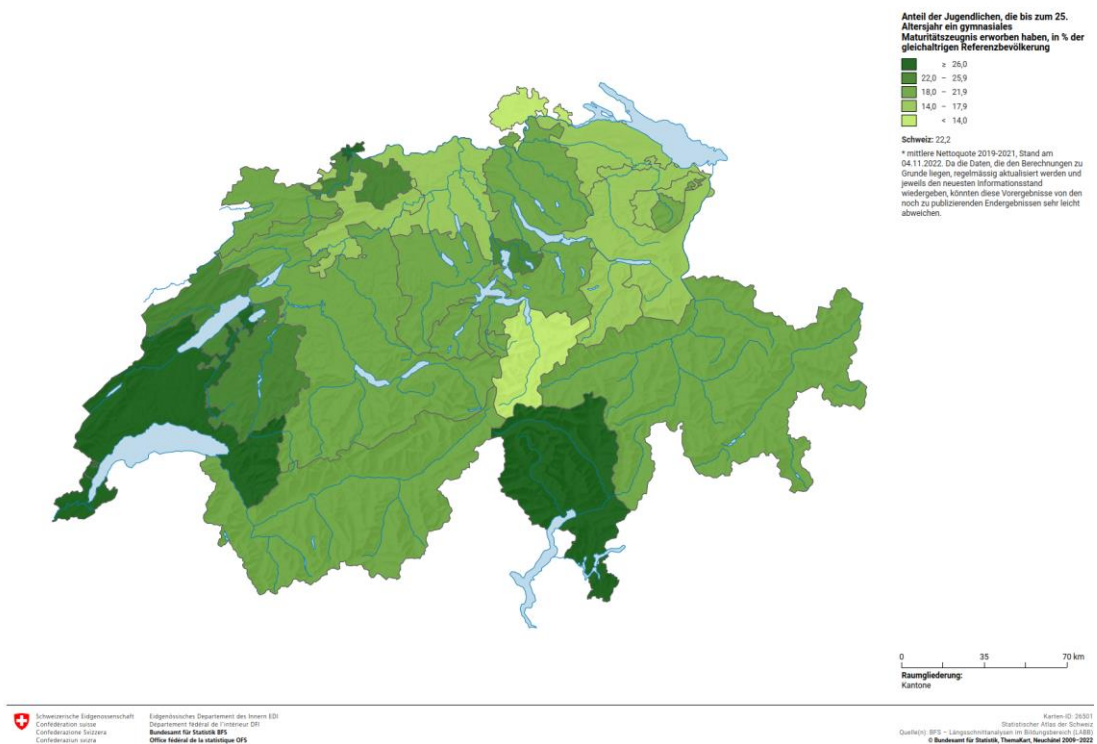 Anteil der Jugendlichen, die bis zum 25.
Altersjahr ein gymnasiales
Maturitätszeugnis erworben haben, in % der
gleichaltrigen Referenzbevölkerung
≥ 26,0
22,0 – 25,9
18,0 – 21,9
14,0 – 17,9
< 14,0
Schweiz: 22,2
* mittlere Nettoquote 2019-2021, Stand am
04.11.2022. Da die Daten, die den Berechnungen zu
Grunde liegen, regelmässig aktualisiert werden und
jeweils den neuesten Informationsstand
wiedergeben, könnten diese Vorergebnisse von den
noch zu publizierenden Endergebnissen sehr leicht
abweichen.
0 35 70 km
Raumgliederung:
Kantone
Schweizerische Eidgenossenschaft
Confédération suisse
Confederazione Svizzera
Confederaziun svizra
Eidgenössisches Departement des Innern EDI
Département fédéral de l'intérieur DFI
Bundesamt für Statistik BFS
Office fédéral de la statistique OFS
Karten-ID: 26501
Statistischer Atlas der Schweiz
Quelle(n): BFS – Längsschnittanalysen im Bildungsbereich (LABB)
© Bundesamt für Statistik, ThemaKart, Neuchâtel 2009–2022